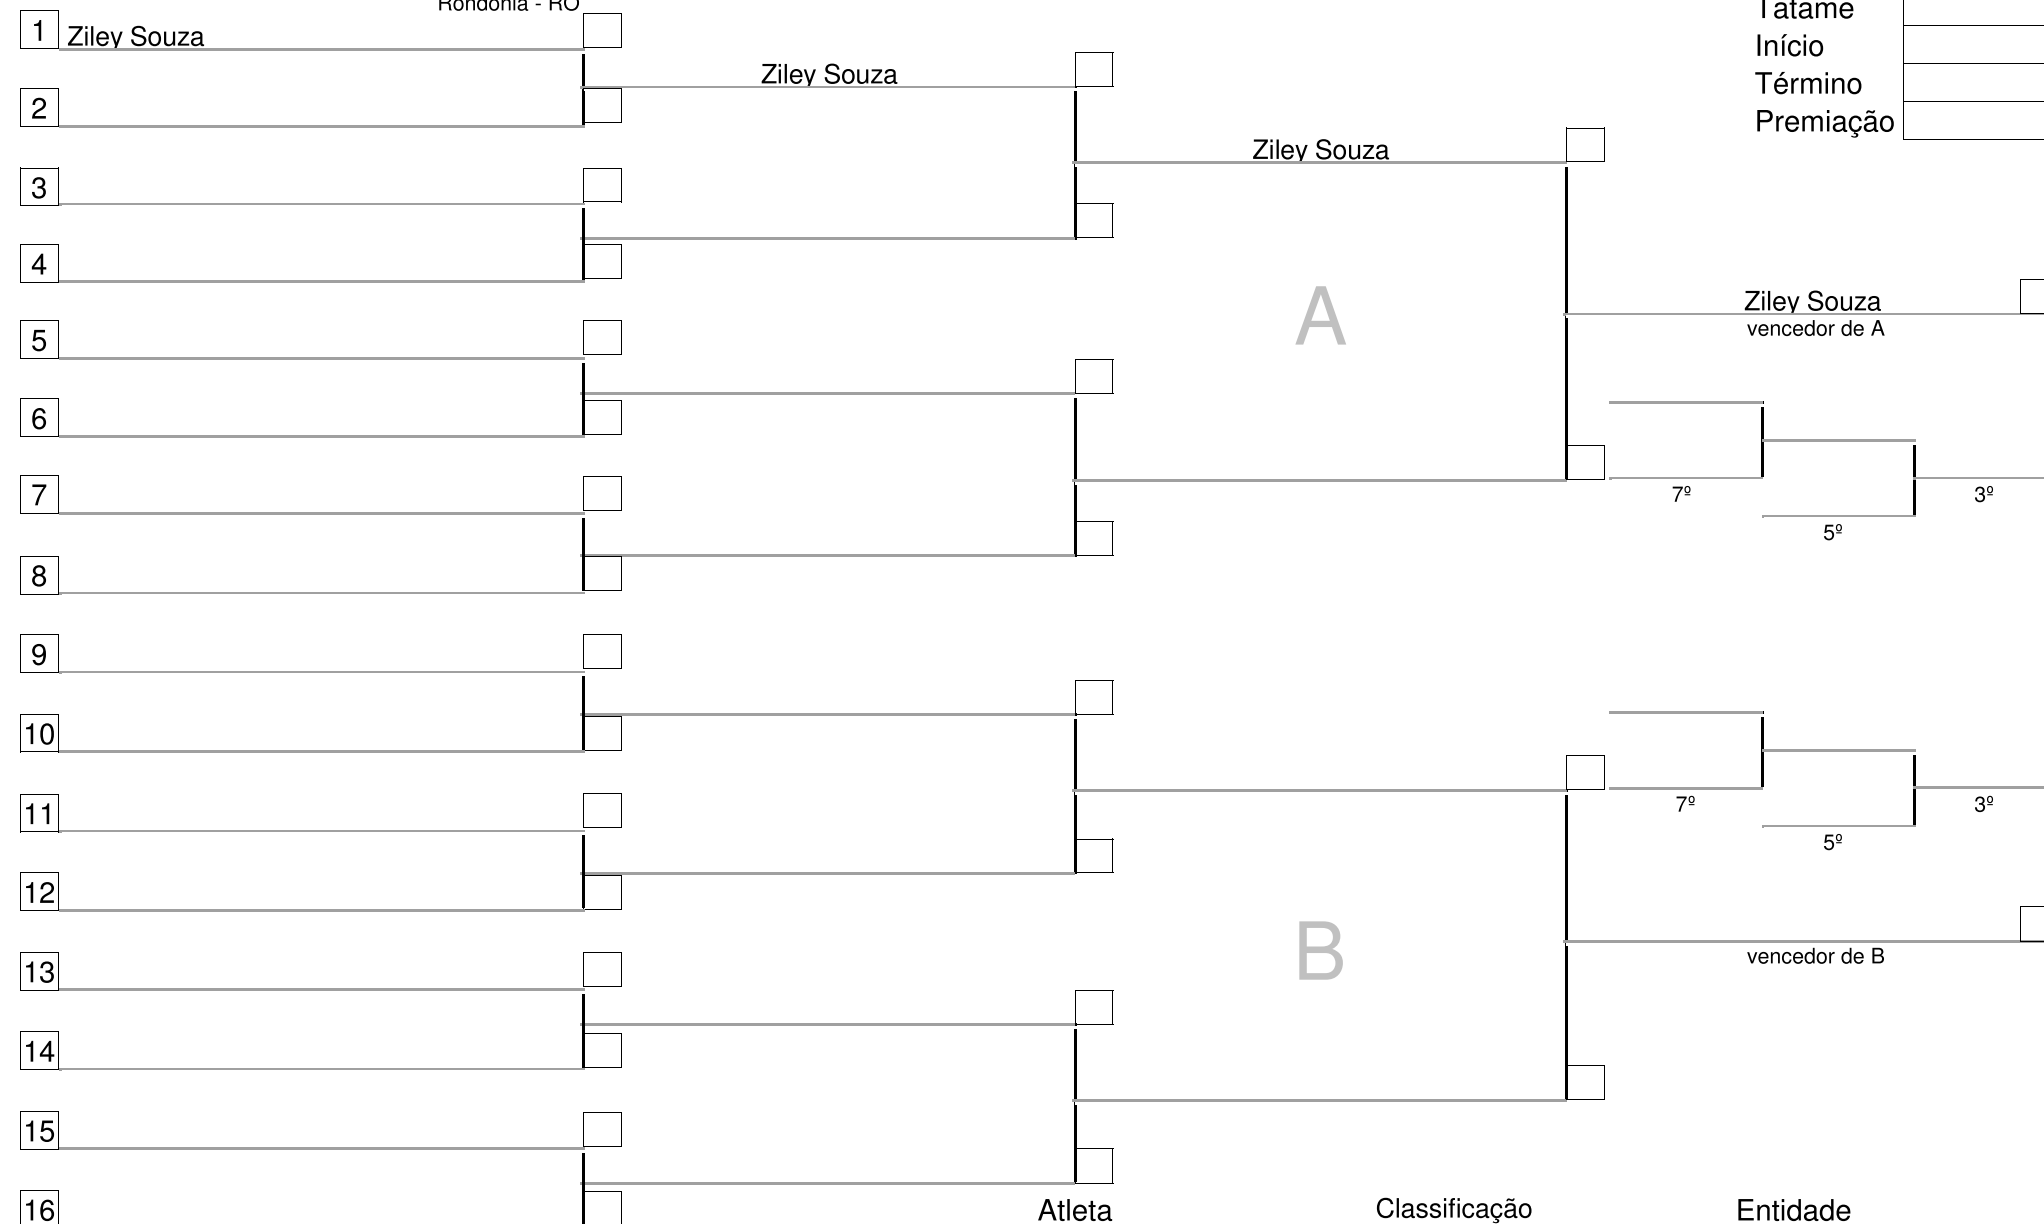 Rondônia - RO
Tatame
1 Ziley Souza
Início
Ziley Souza
Término
2
Premiação
Ziley Souza
3
4
Ziley Souza
A
vencedor de A
5
6
7
7º
3º
5º
8
9
10
11
7º
3º
5º
12
B
vencedor de B
13
14
15
16
Atleta
Classificação
Entidade